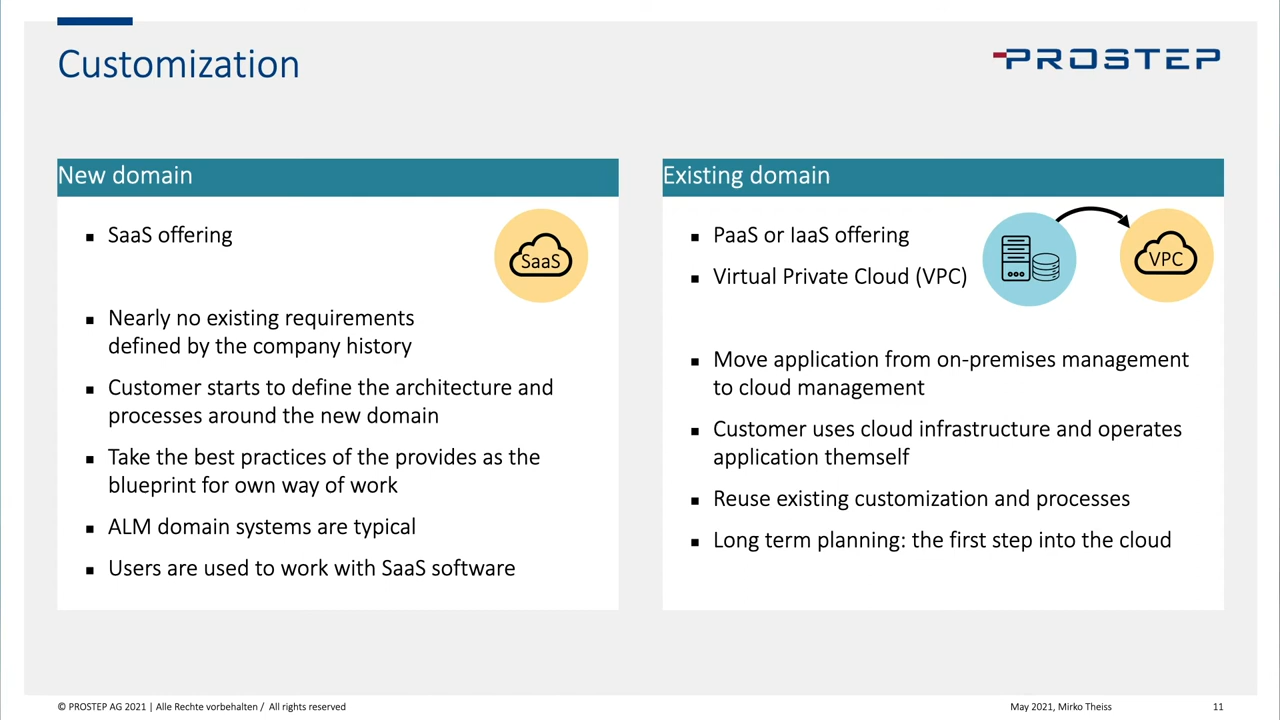 Customization
PROSTEP
New domain
▪ SaaS offering
SaaS
▪ Nearly no existing requirements
defined by the company history
▪ Customer starts to define the architecture and
processes around the new domain
▪ Take the best practices of the provides as the
blueprint for own way of work
▪ ALM domain systems are typical
▪ Users are used to work with SaaS software
Existing domain
▪ PaaS or IaaS offering
▪ Virtual Private Cloud (VPC)
VPC
▪ Move application from on-premises management
to cloud management
▪ Customer uses cloud infrastructure and operates
application themself
▪ Reuse existing customization and processes
▪ Long term planning: the first step into the cloud
© PROSTEP AG 2021 | Alle Rechte vorbehalten / All rights reserved
May 2021, Mirko Theiss
11